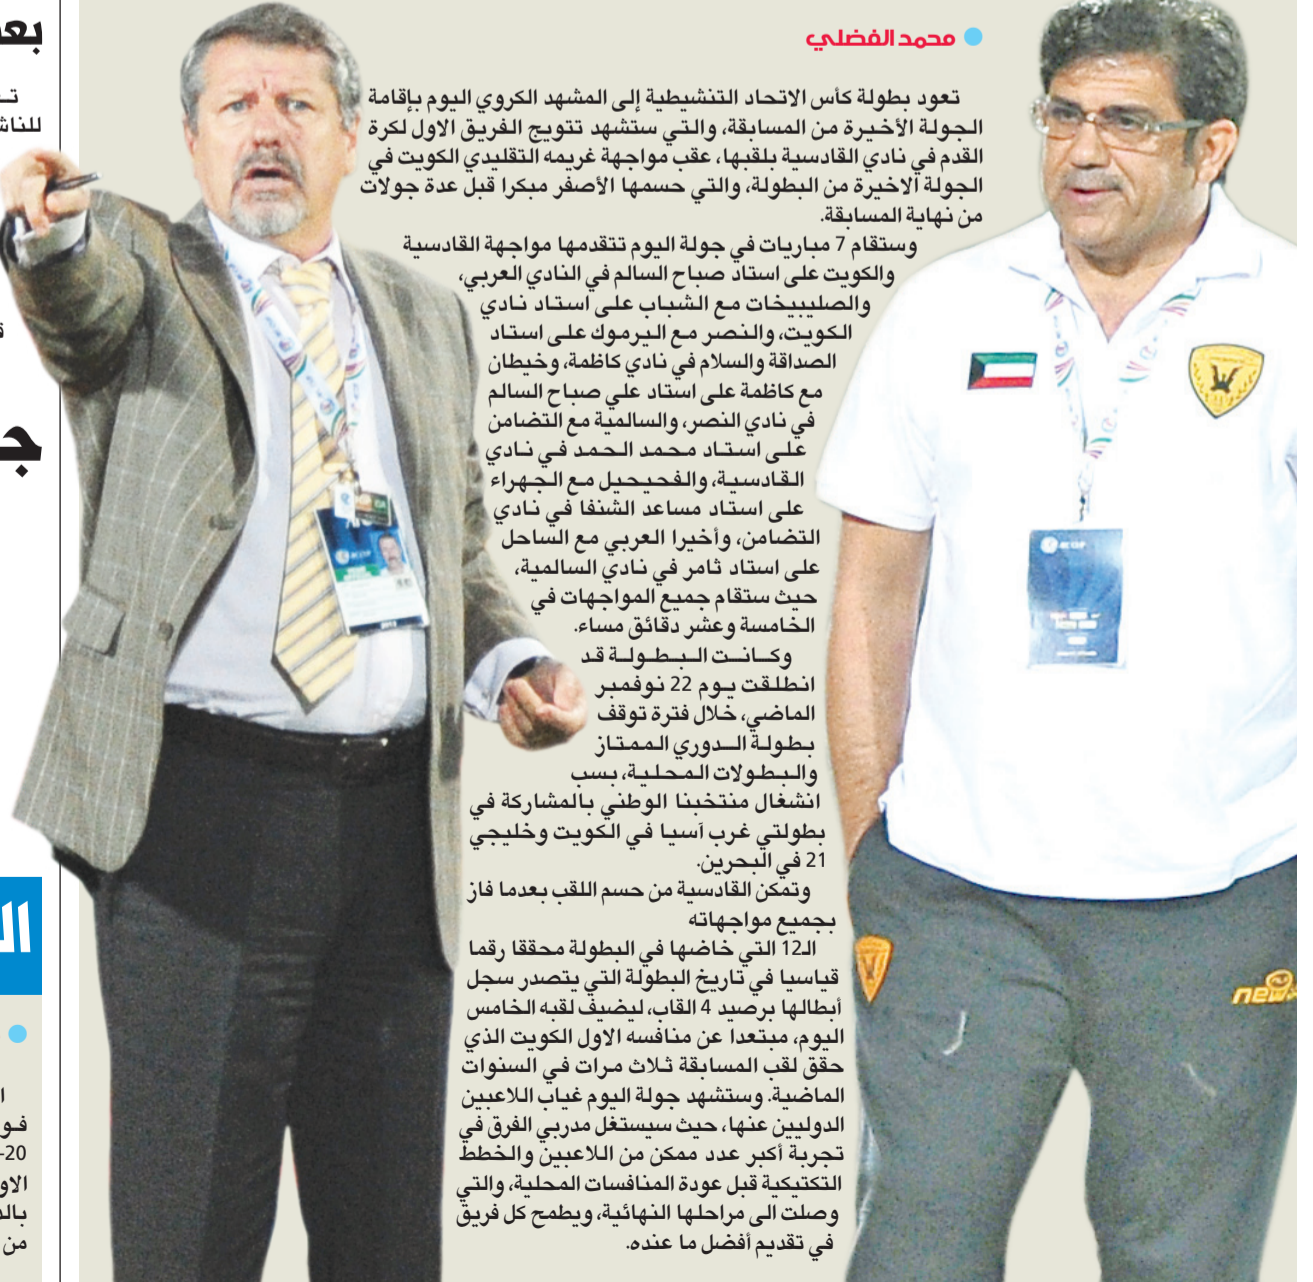 محمد الفضلي
تعود بطولة كأس الاتحاد التنشيطية إلى المشهد الكروي اليوم بإقامة
الجولة الأخيرة من المسابقة، والتي ستشهد تتويج الفريق الاول لكرة
القدم في نادي القادسية بلقبها، عقب مواجهة غريمه التقليدي الكويت في
الجولة الاخيرة من البطولة، والتي حسمها الأصفر مبكرا قبل عدة جولات
من نهاية المسابقة.
وستقام 7 مباريات في جولة اليوم تتقدمها مواجهة القادسية
والكويت على استاد صباح السالم في النادي العربي،
والصليبيخات مع الشباب على استاد نادي
الكويت، والنصر مع اليرموك على استاد
الصداقة والسلام في نادي كاظمة، وخيطان
مع كاظمة على استاد علي صباح السالم
في نادي النصر، والسالمية مع التضامن
على استاد محمد الحمد في نادي
القادسية، والفحيحيل مع الجهراء
على استاد مساعد الشنفا في نادي
التضامن، وأخيرا العربي مع الساحل
على استاد ثامر في نادي السالمية،
حيث ستقام جميع المواجهات في
الخامسة وعشر دقائق مساء.
وكانت البطولة قد
انطلقت يوم 22 نوفمبر
الماضي، خلال فترة توقف
بطولة الدوري الممتاز
والبطولات المحلية، بسب
انشغال منتخبنا الوطني بالمشاركة في
بطولتي غرب آسيا في الكويت وخليجي
21 في البحرين.
وتمكن القادسية من حسم اللقب بعدما فاز
بجميع مواجهاته
الـ12 التي خاضها في البطولة محققا رقما
قياسيا في تاريخ البطولة التي يتصدر سجل
أبطالها برصيد 4 القاب، ليضيف لقبه الخامس
اليوم، مبتعدا عن منافسه الاول الكويت الذي
حقق لقب المسابقة ثلاث مرات في السنوات
الماضية. وستشهد جولة اليوم غياب اللاعبين
الدوليين عنها، حيث سيستغل مدربي الفرق في
تجربة أكبر عدد ممكن من اللاعبين والخطط
التكتيكية قبل عودة المنافسات المحلية، والتي
وصلت الى مراحلها النهائية، ويطمح كل فريق
في تقديم أفضل ما عنده.